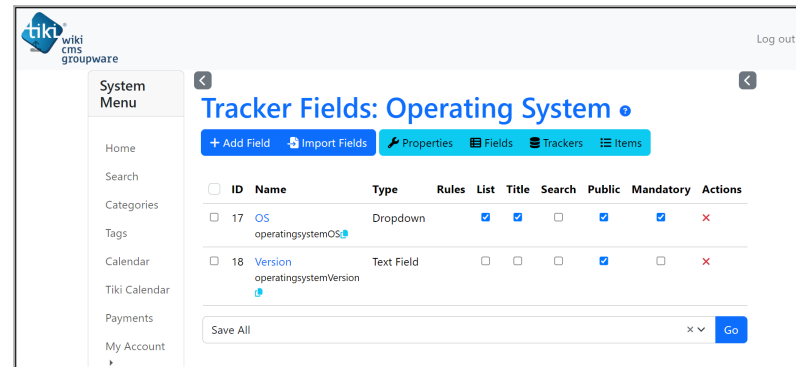 tiki
wiki
cms
groupware
Log out
System
Menu
Home
Search
Categories
Tags
Calendar
Tiki Calendar
Payments
My Account
Tracker Fields: Operating System
+ Add Field Import Fields Properties Fields Trackers Items
ID Name Type Rules List Title Search Public Mandatory Actions
17 OS Dropdown
operatingsystemOS
18 Version Text Field
operatingsystemVersion
Save All Go